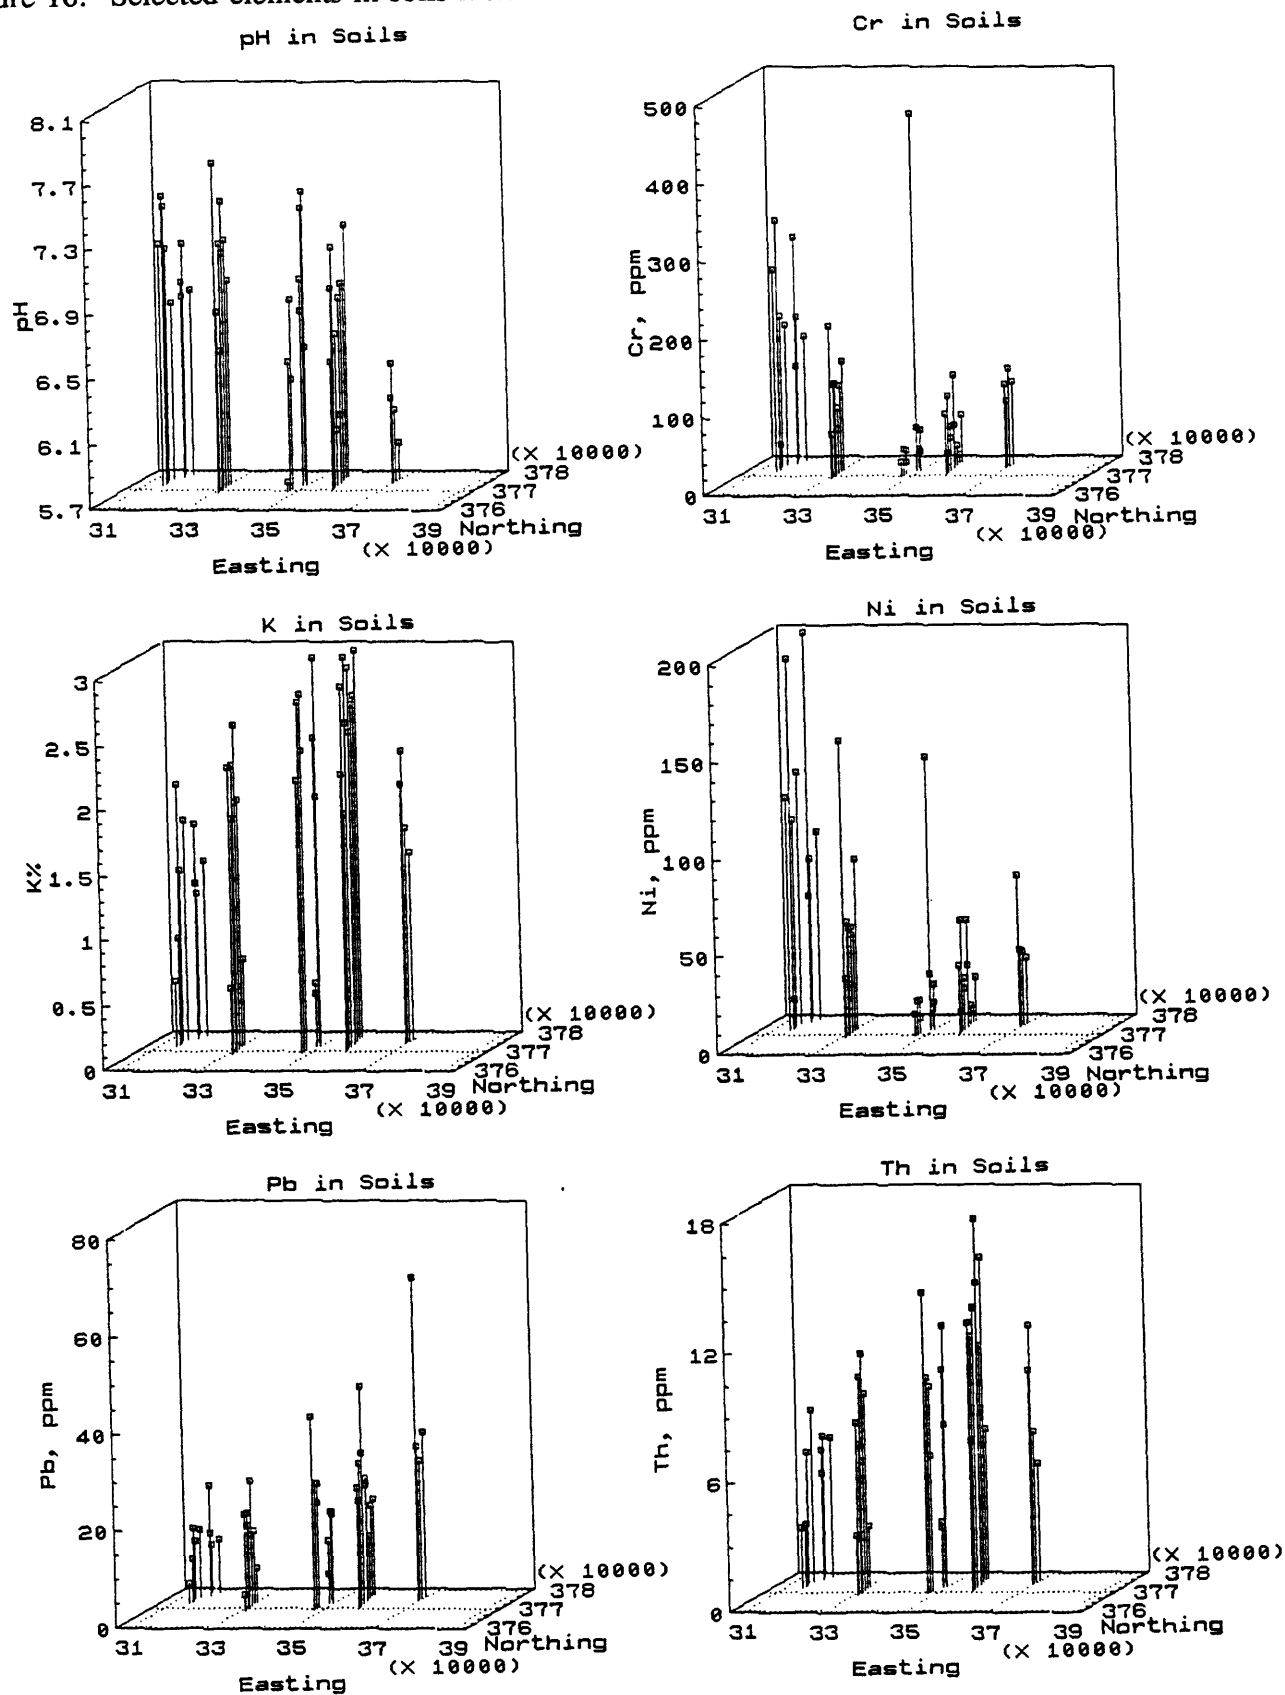 pH in Soils
8.1
7.7
7.3
6.9
6.5
6.1
5.7
pH
31 33 35 37 39
Easting
(X 10000)
376
377
378
(X 10000)
Northing
Cr in Soils
500
400
300
200
100
0
Cr, ppm
31 33 35 37 39
Easting
(X 10000)
376
377
378
(X 10000)
Northing
K in Soils
3
2.5
2
1.5
1
0.5
0
K%
31 33 35 37 39
Easting
(X 10000)
376
377
378
(X 10000)
Northing
Ni in Soils
200
150
100
50
0
Ni, ppm
31 33 35 37 39
Easting
(X 10000)
376
377
378
(X 10000)
Northing
Pb in Soils
80
60
40
20
0
Pb, ppm
31 33 35 37 39
Easting
(X 10000)
376
377
378
(X 10000)
Northing
Th in Soils
18
12
6
0
Th, ppm
31 33 35 37 39
Easting
(X 10000)
376
377
378
(X 10000)
Northing